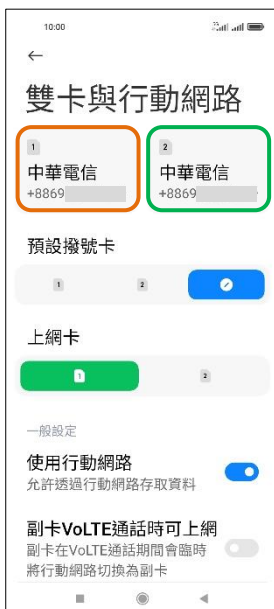 10:00
雙卡與行動網路
1
中華電信
+8869
2
中華電信
+8869
預設撥號卡
1
2
上網卡
1
2
一般設定
使用行動網路
允許透過行動網路存取資料
副卡VoLTE通話時可上網
副卡在VoLTE通話期間會臨時
將行動網路切換為副卡